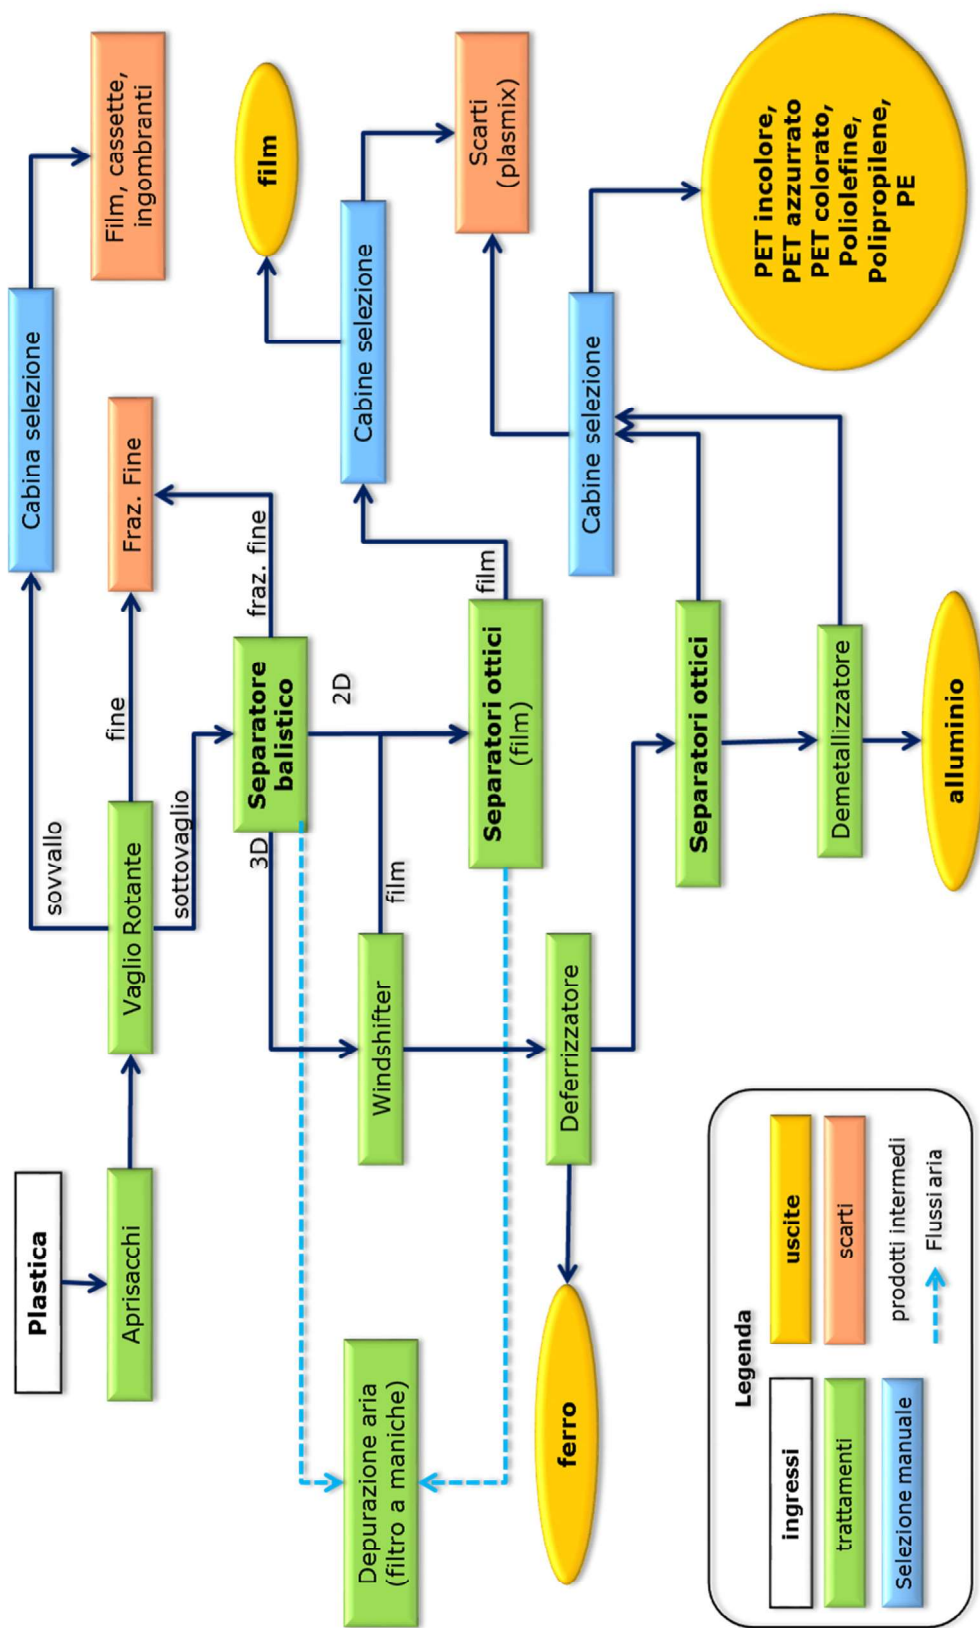 Plastica
Aprisacchi
Vaglio Rotante
sovvallo
Cabina selezione
Film, cassette,
ingombranti
fine
Fraz. Fine
sottovaglio
Separatore
balistico
fraz. fine
3D
2D
film
Cabine selezione
Scarti
(plasmix)
Windshifter
film
Separatori ottici
(film)
film
Depurazione aria
(filtro a maniche)
Deferrizzatore
ferro
Separatori ottici
Cabine selezione
PET incolore,
PET azzurrato
PET colorato,
Poliolefine,
Polipropilene,
PE
Demetallizzatore
alluminio
Legenda
ingressi
uscite
trattamenti
scarti
Selezione manuale
prodotti intermedi
Flussi aria